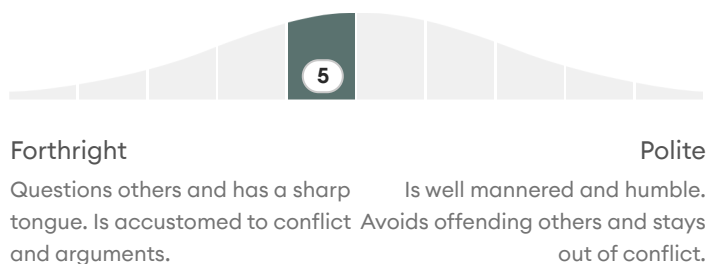 5
Forthright
Polite
Questions others and has a sharp
tongue. Is accustomed to conflict
and arguments.
Is well mannered and humble.
Avoids offending others and stays
out of conflict.